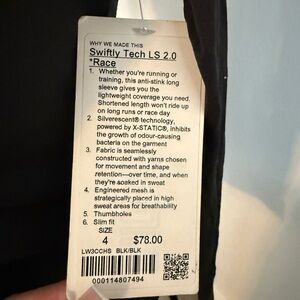 WHY WE MADE THIS
Swiftly Tech LS 2.0
*Race
1. Whether you're running or
training, this anti-stink long
sleeve gives you the
lightweight coverage you need.
Shortened length won't ride up
on long runs or race day
2. Silverescent® technology,
powered by X-STATIC®, inhibits
the growth of odour-causing
bacteria on the garment
3. Fabric is seamlessly
constructed with yarns chosen
for movement and shape
retention—over time, and when
they're soaked in sweat
4. Engineered mesh is
strategically placed in high
sweat areas for breathability
5. Thumbholes
6. Slim fit
SIZE
4 $78.00
LW3CCHS BLK/BLK
000114807494